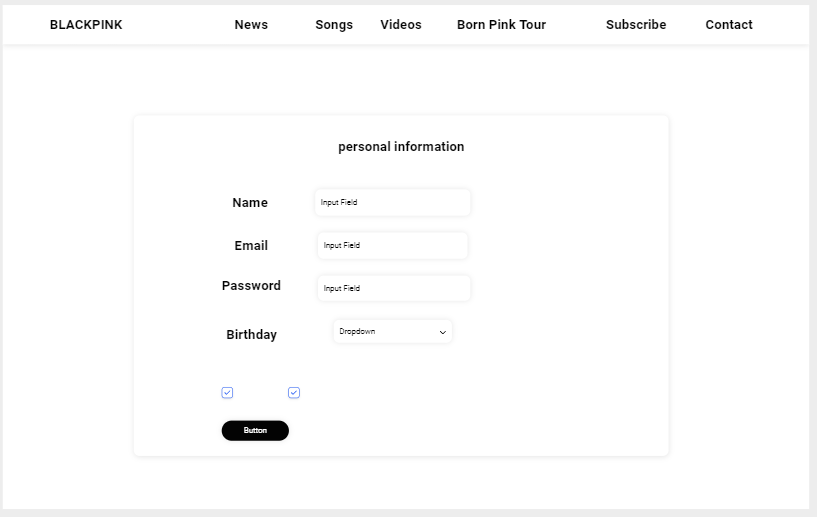 BLACKPINK News Songs Videos Born Pink Tour Subscribe Contact
personal information
Name Input Field
Email Input Field
Password Input Field
Birthday Dropdown
Button